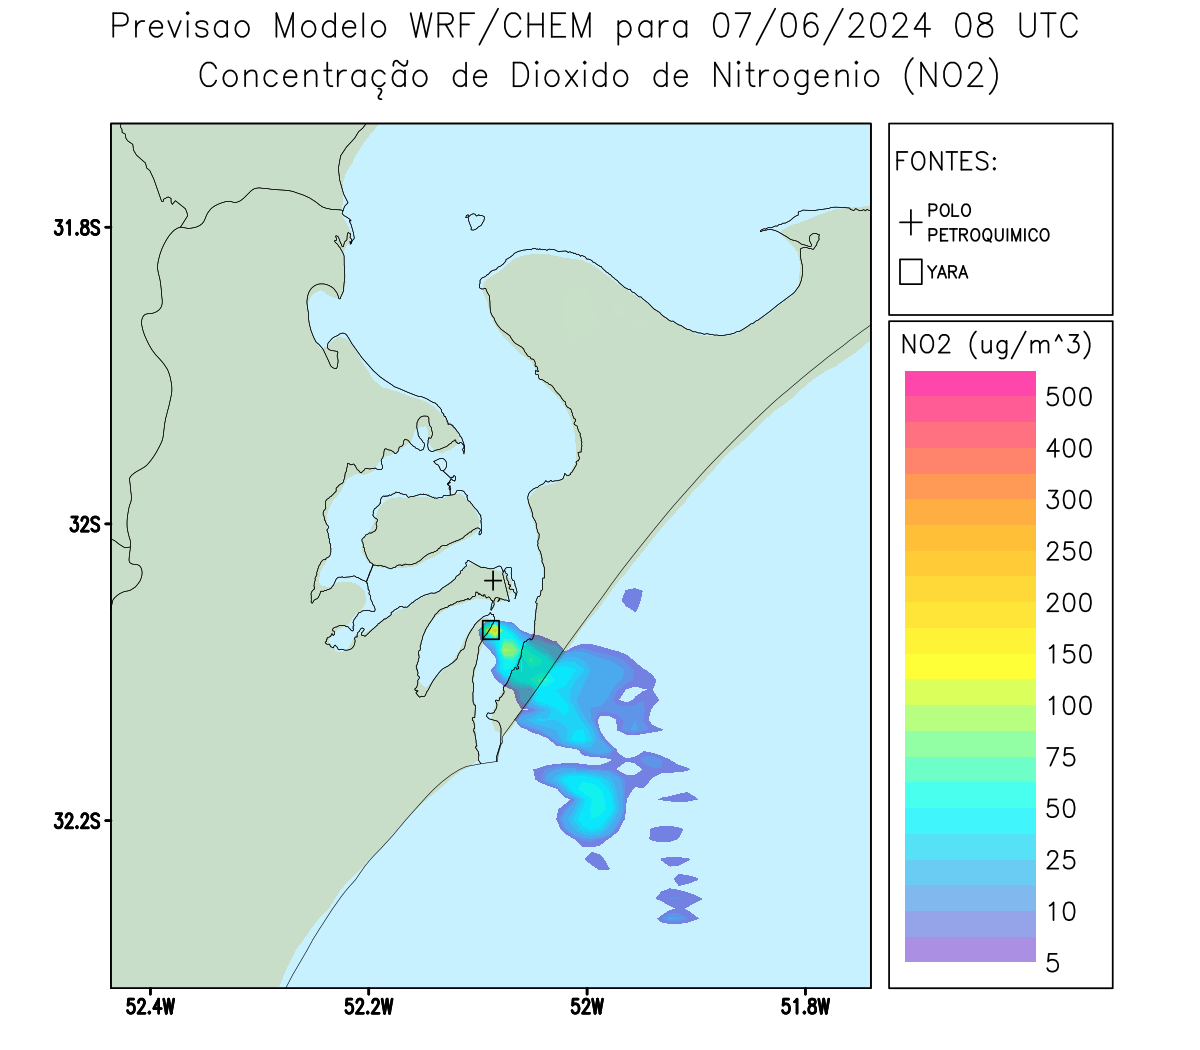 Previsao Modelo WRF/CHEM para 07/06/2024 08 UTC
Concentração de Dioxido de Nitrogenio (NO2)
FONTES:
POLO
PETROQUIMICO
YARA
NO2 (ug/m^3)
500
400
300
250
200
150
100
75
50
25
10
5
31.8S
32S
32.2S
52.4W
52.2W
52W
51.8W